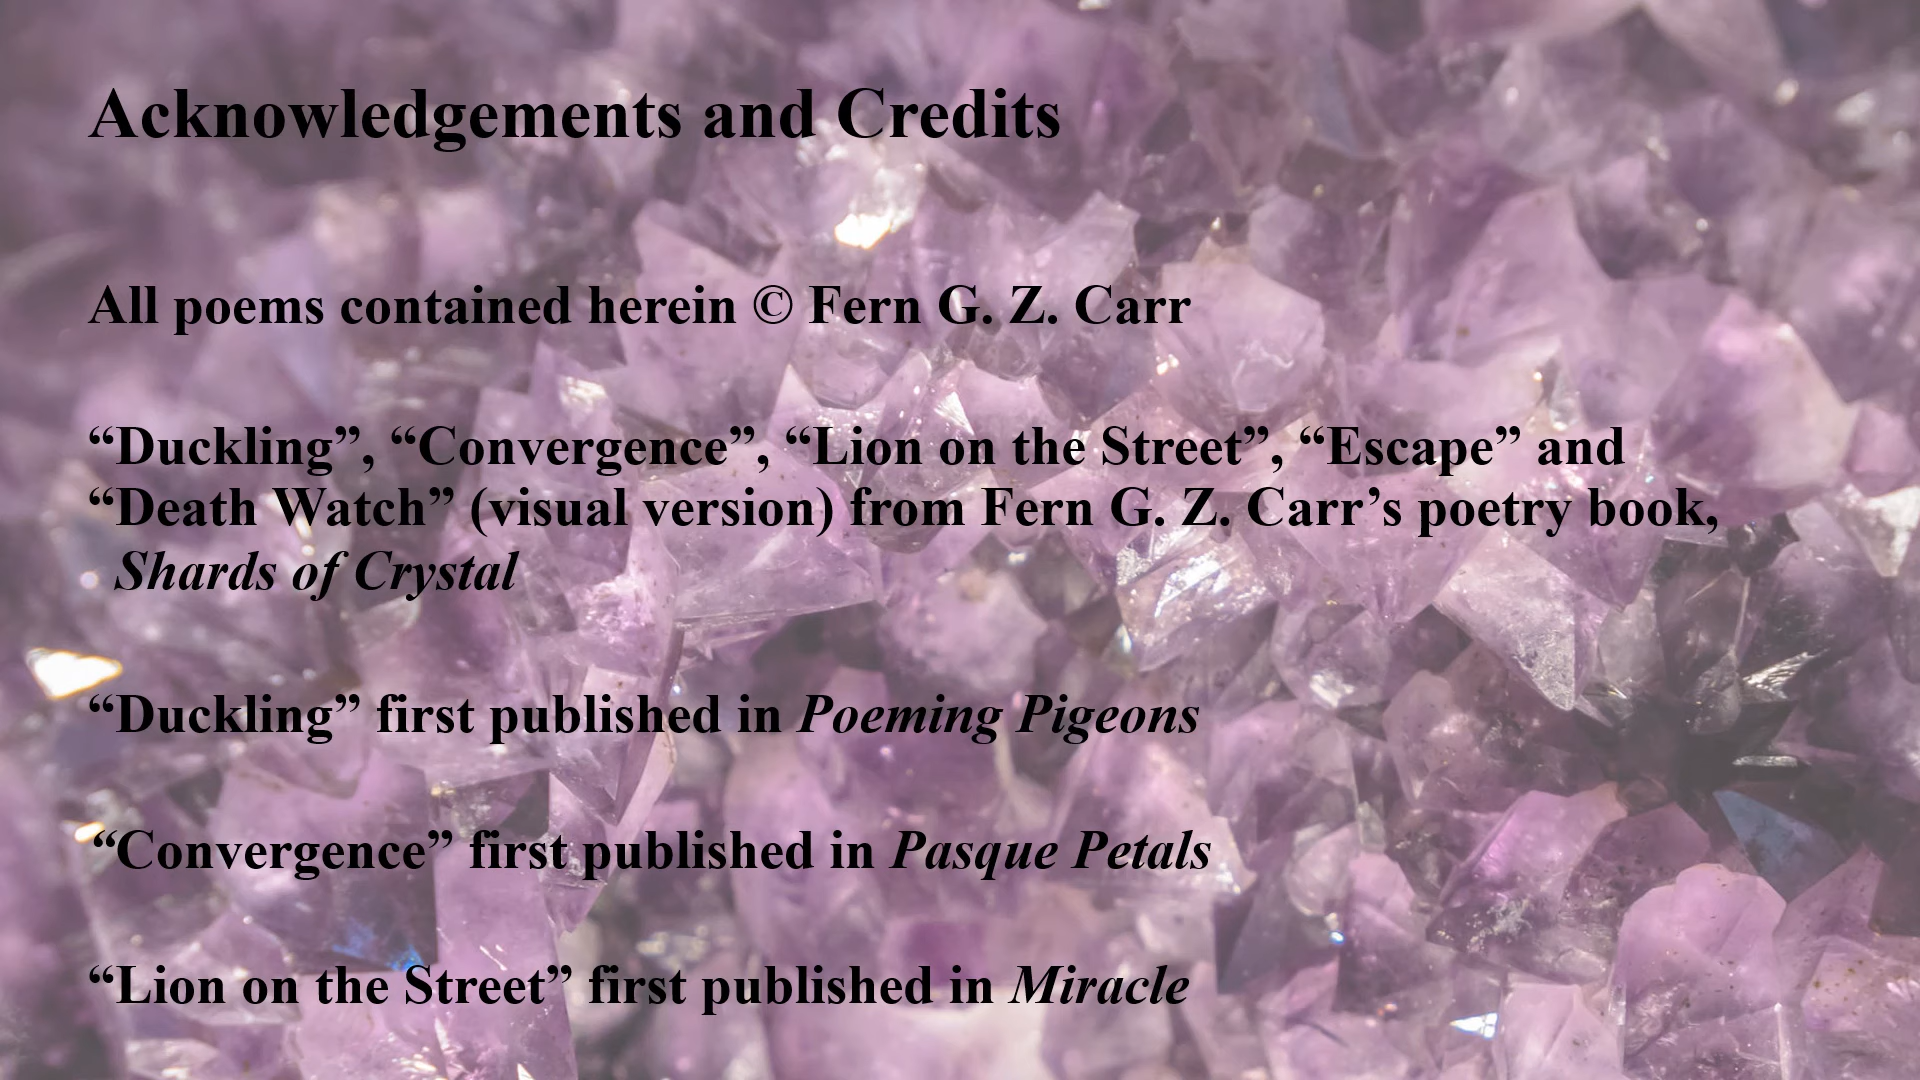 Acknowledgements and Credits
All poems contained herein © Fern G. Z. Carr
“Duckling”, “Convergence”, “Lion on the Street”, “Escape” and
“Death Watch” (visual version) from Fern G. Z. Carr’s poetry book,
Shards of Crystal
“Duckling” first published in Poeming Pigeons
“Convergence” first published in Pasque Petals
“Lion on the Street” first published in Miracle